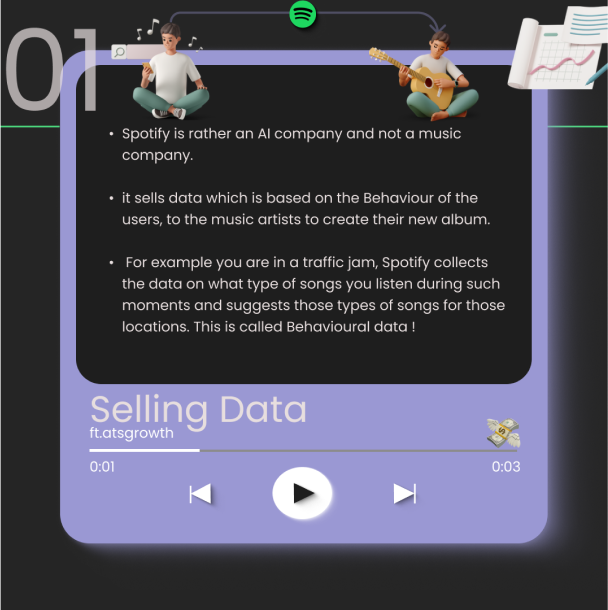 01
• Spotify is rather an AI company and not a music
company.
• it sells data which is based on the Behaviour of the
users, to the music artists to create their new album.
• For example you are in a traffic jam, Spotify collects
the data on what type of songs you listen during such
moments and suggests those types of songs for those
locations. This is called Behavioural data !
Selling Data
ft.atsgrowth
0:01
0:03